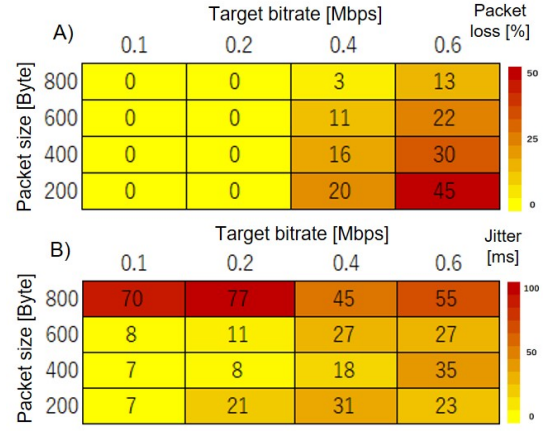 Target bitrate [Mbps]
Packet
loss [%]
A)
0.1 0.2 0.4 0.6
Packet size [Byte]
800 0 0 3 13
600 0 0 11 22
400 0 0 16 30
200 0 0 20 45
50
25
0
B)
Target bitrate [Mbps]
Jitter
[ms]
0.1 0.2 0.4 0.6
Packet size [Byte]
800 70 77 45 55
600 8 11 27 27
400 7 8 18 35
200 7 21 31 23
100
50
0